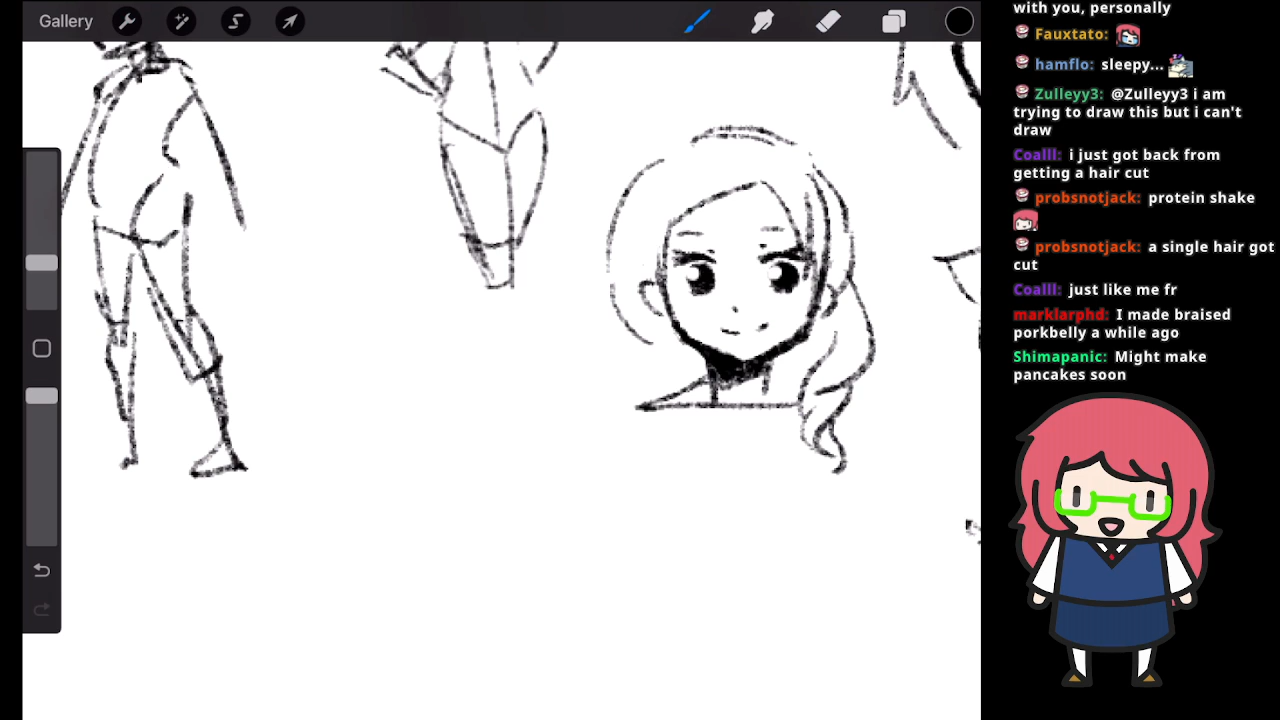 Gallery
with you, personally
Fauxtato:
hamflo: sleepy...
Zulleyy3: @Zulleyy3 i am
trying to draw this but i can't
draw
Coalll: i just got back from
getting a hair cut
probsnotjack: protein shake
probsnotjack: a single hair got
cut
Coalll: just like me fr
marklarphd: I made braised
porkbelly a while ago
Shimapanic: Might make
pancakes soon